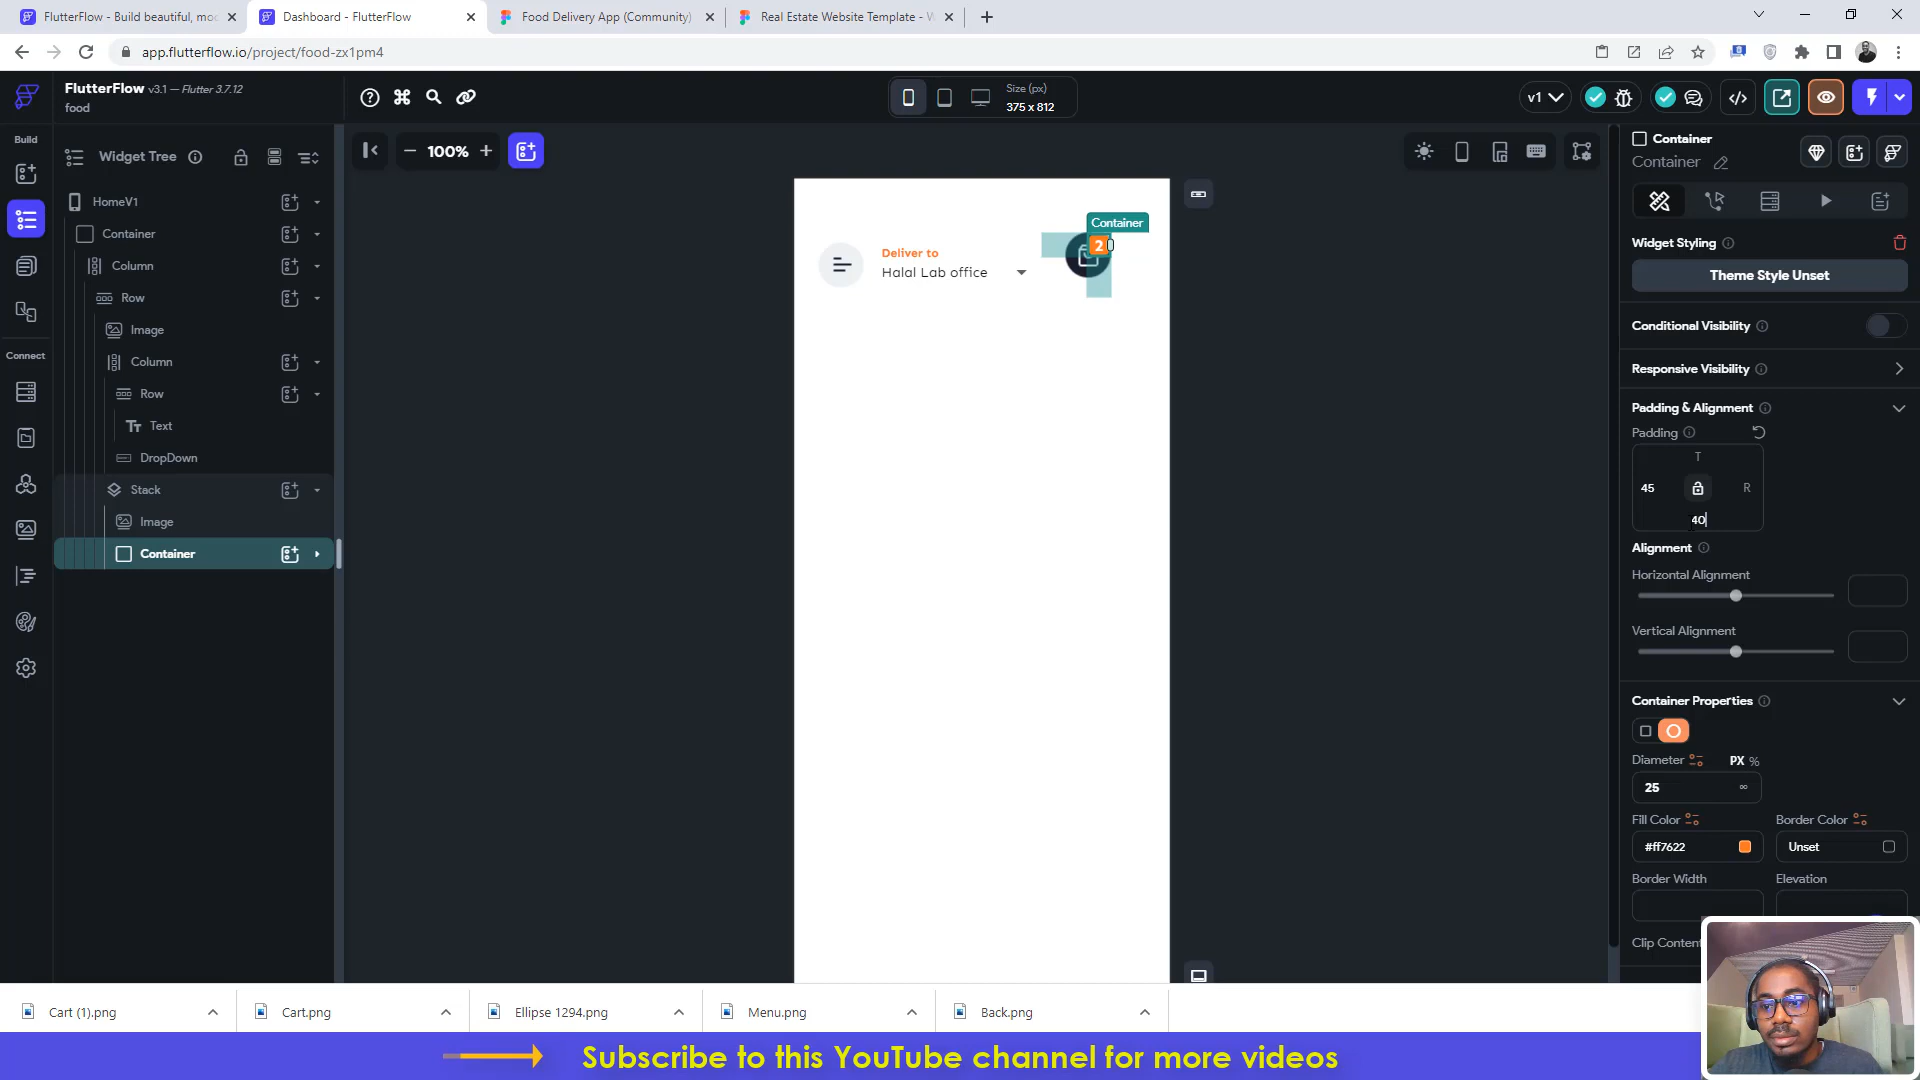 FlutterFlow - Build beautiful, mo
Dashboard - FlutterFlow
Food Delivery App (Community)
Real Estate Website Template - W
app.flutterflow.io/project/food-zx1pm4
FlutterFlow v3.1 — Flutter 3.7.12
food
Size (px)
375 x 812
v1
Build
Widget Tree
100%
HomeV1
Container
Column
Row
Image
Column
Row
Text
DropDown
Stack
Image
Container
Connect
Container
2
Deliver to
Halal Lab office
Container
Container
Widget Styling
Theme Style Unset
Conditional Visibility
Responsive Visibility
Padding & Alignment
Padding
T
45
R
40
Alignment
Horizontal Alignment
Vertical Alignment
Container Properties
Diameter
PX %
25
∞
Fill Color
Border Color
#ff7622
Unset
Border Width
Elevation
Clip Content
Cart (1).png
Cart.png
Ellipse 1294.png
Menu.png
Back.png
Subscribe to this YouTube channel for more videos